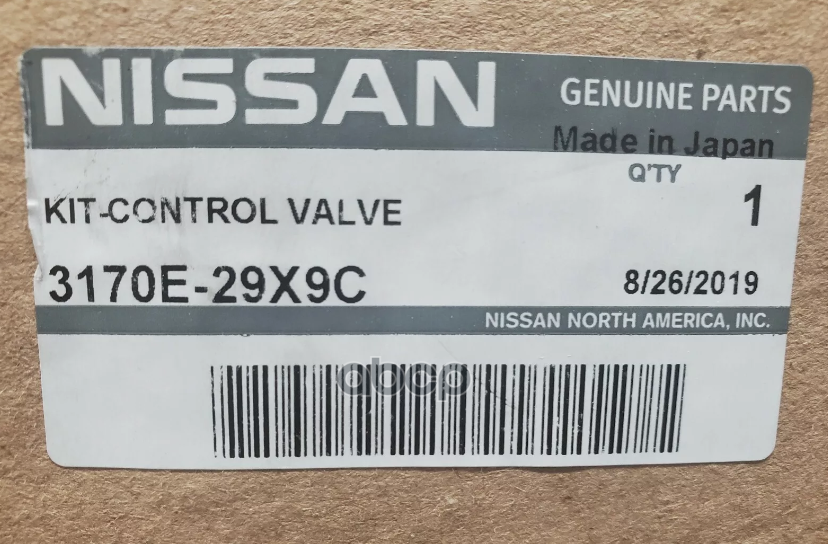 NISSAN GENUINE PARTS
Made in Japan
Q'TY
KIT-CONTROL VALVE 1
3170E-29X9C 8/26/2019
NISSAN NORTH AMERICA, INC.
abcp